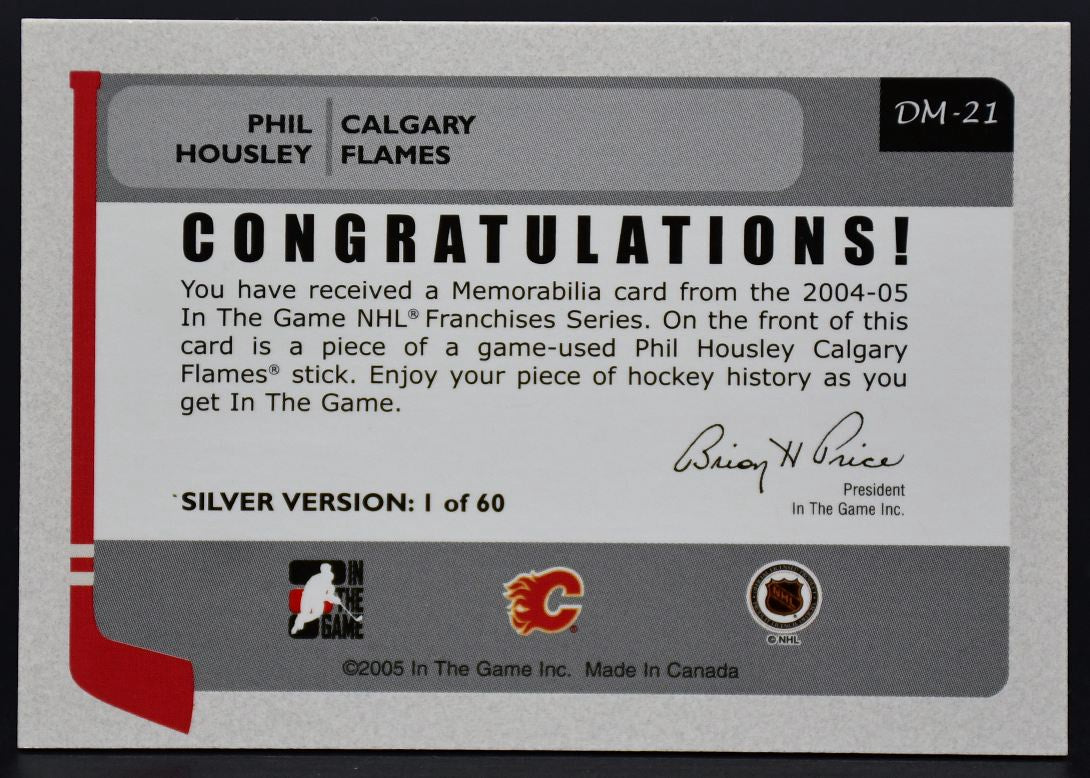 PHIL HOUSLEY
CALGARY FLAMES
DM-21
CONGRATULATIONS!
You have received a Memorabilia card from the 2004-05
In The Game NHL® Franchises Series. On the front of this
card is a piece of a game-used Phil Housley Calgary
Flames® stick. Enjoy your piece of hockey history as you
get In The Game.
Brian H Price
President
In The Game Inc.
SILVER VERSION: 1 of 60
IN
THE
GAME
C
®
NHL
© NHL
©2005 In The Game Inc. Made In Canada